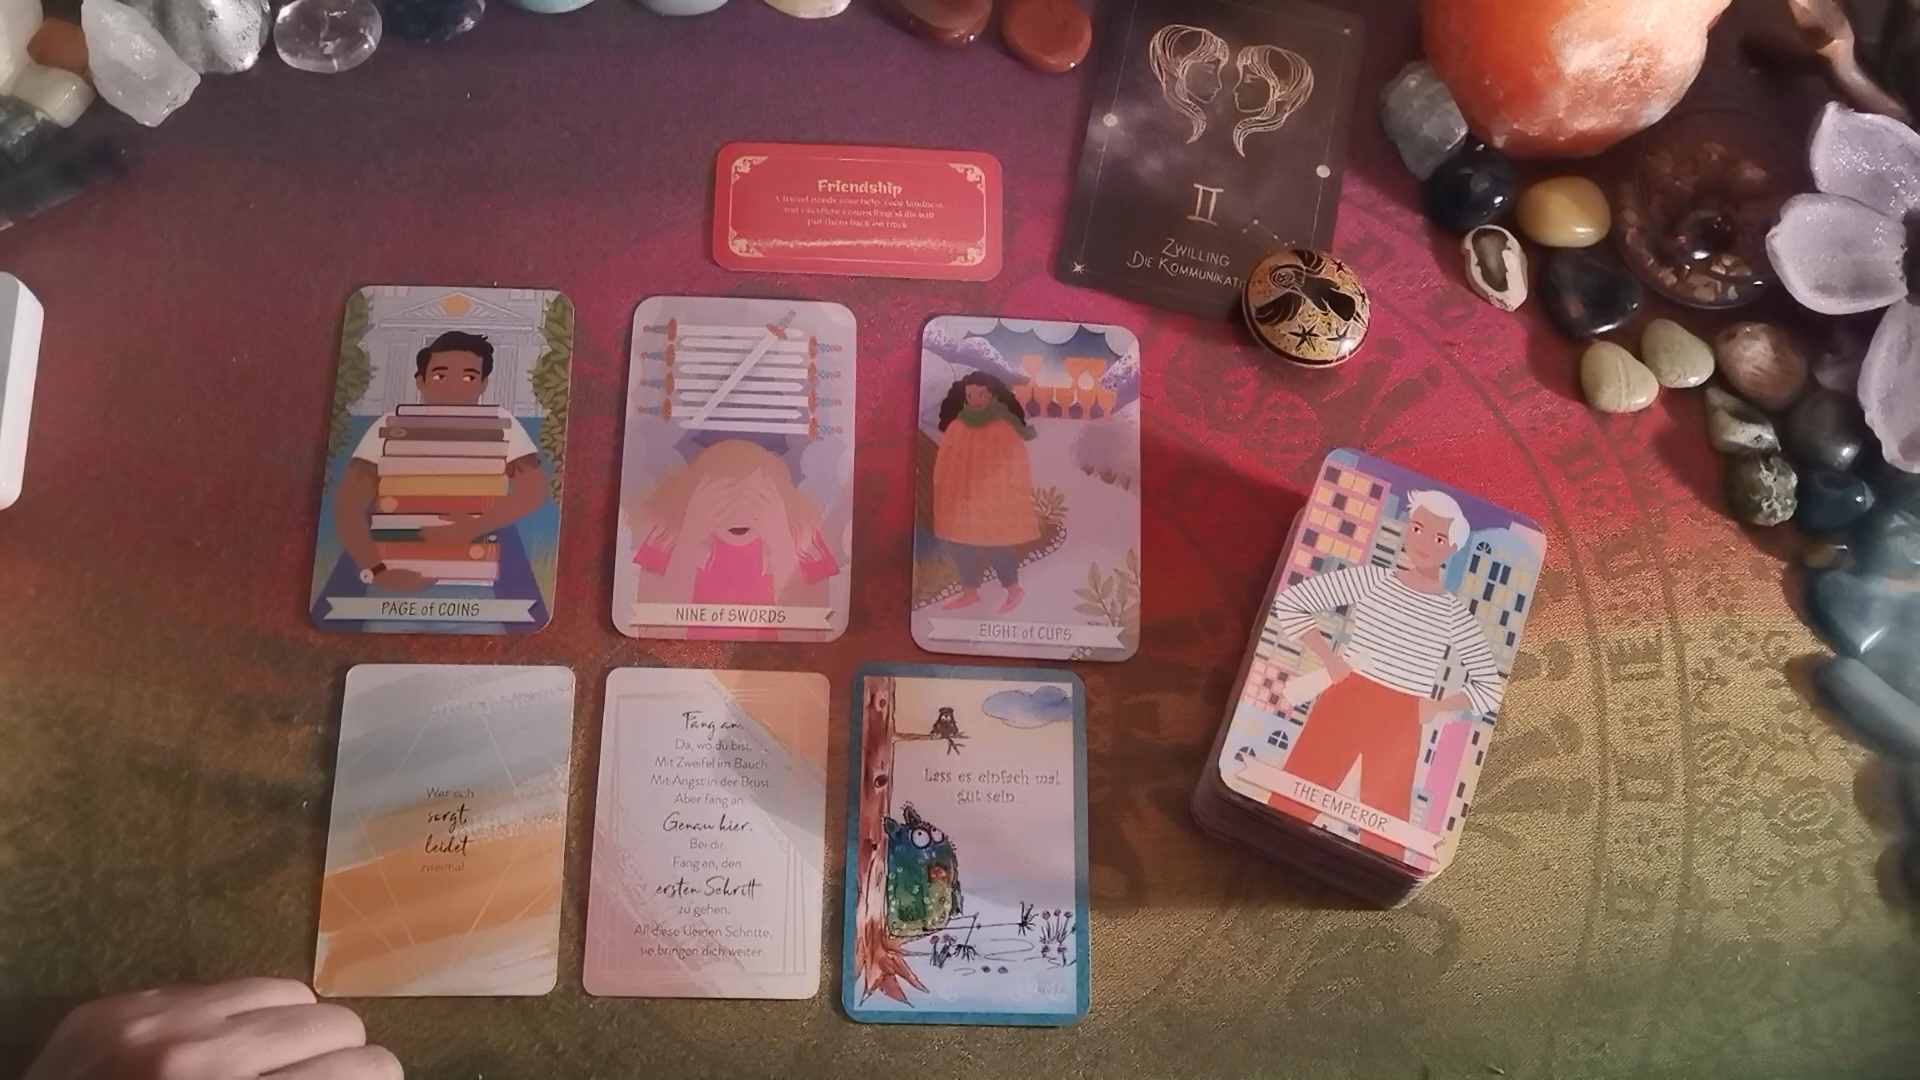 II
ZWILLING
DIE KOMMUNIKATI
Friendship
A friend needs your help, your kindness
and excellent counselling skills will
put them back on track
PAGE of COINS
NINE of SWORDS
EIGHT of CUPS
THE EMPEROR
Wer sich
sorgt,
leidet
zweimal
Fang an.
Da, wo du bist.
Mit Zweifel im Bauch.
Mit Angst in der Brust.
Aber fang an.
Genau hier.
Bei dir.
Fang an, den
ersten Schritt
zu gehen.
All diese kleinen Schritte,
sie bringen dich weiter.
Lass es einfach mal
gut sein